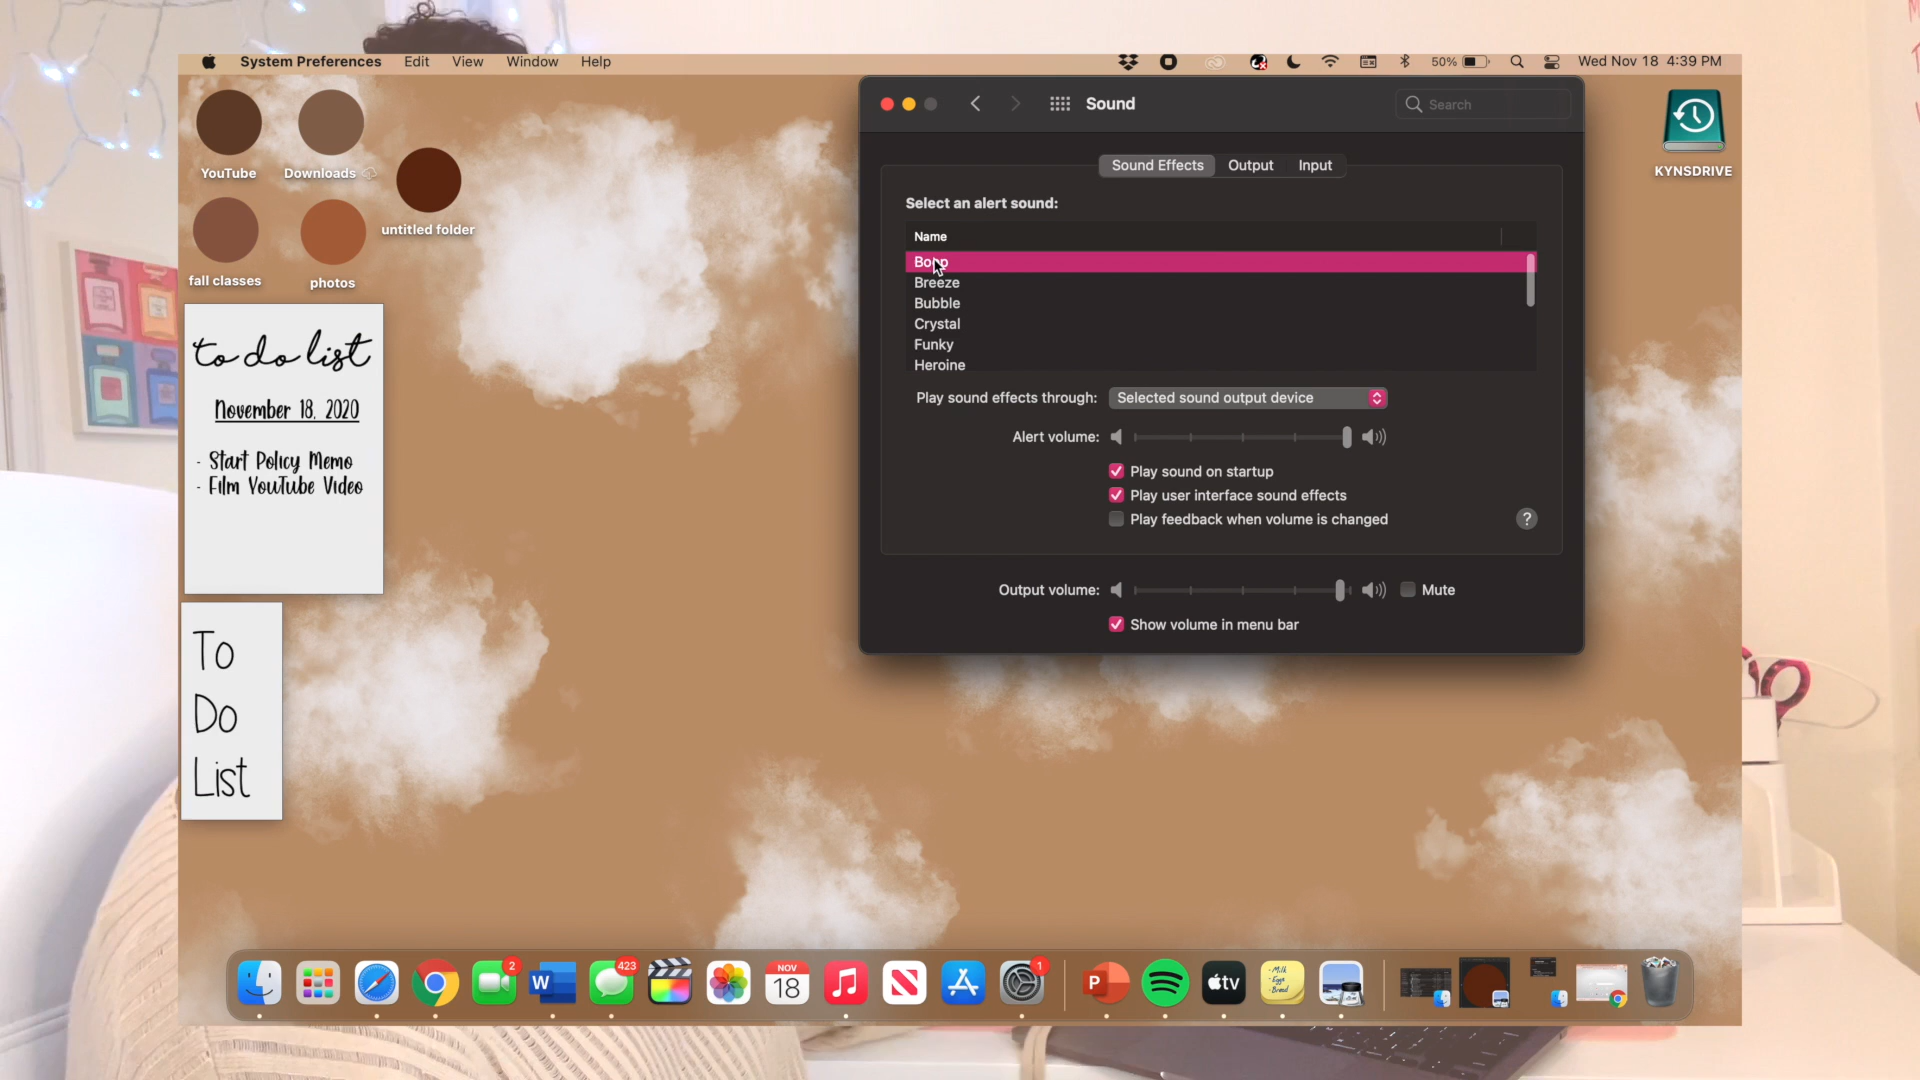 System Preferences Edit View Window Help 50% Wed Nov 18 4:39 PM
YouTube
Downloads
untitled folder
fall classes
photos
to do list
November 18, 2020
- Start Policy Memo
- Film YouTube Video
To
Do
List
Sound
Search
Sound Effects Output Input
Select an alert sound:
Name
Boop
Breeze
Bubble
Crystal
Funky
Heroine
Play sound effects through: Selected sound output device
Alert volume:
Play sound on startup
Play user interface sound effects
Play feedback when volume is changed
?
Output volume: Mute
Show volume in menu bar
KYNSDRIVE
2
W
423
NOV
18
1
P
tv
-Milk
-Eggs
-Bread